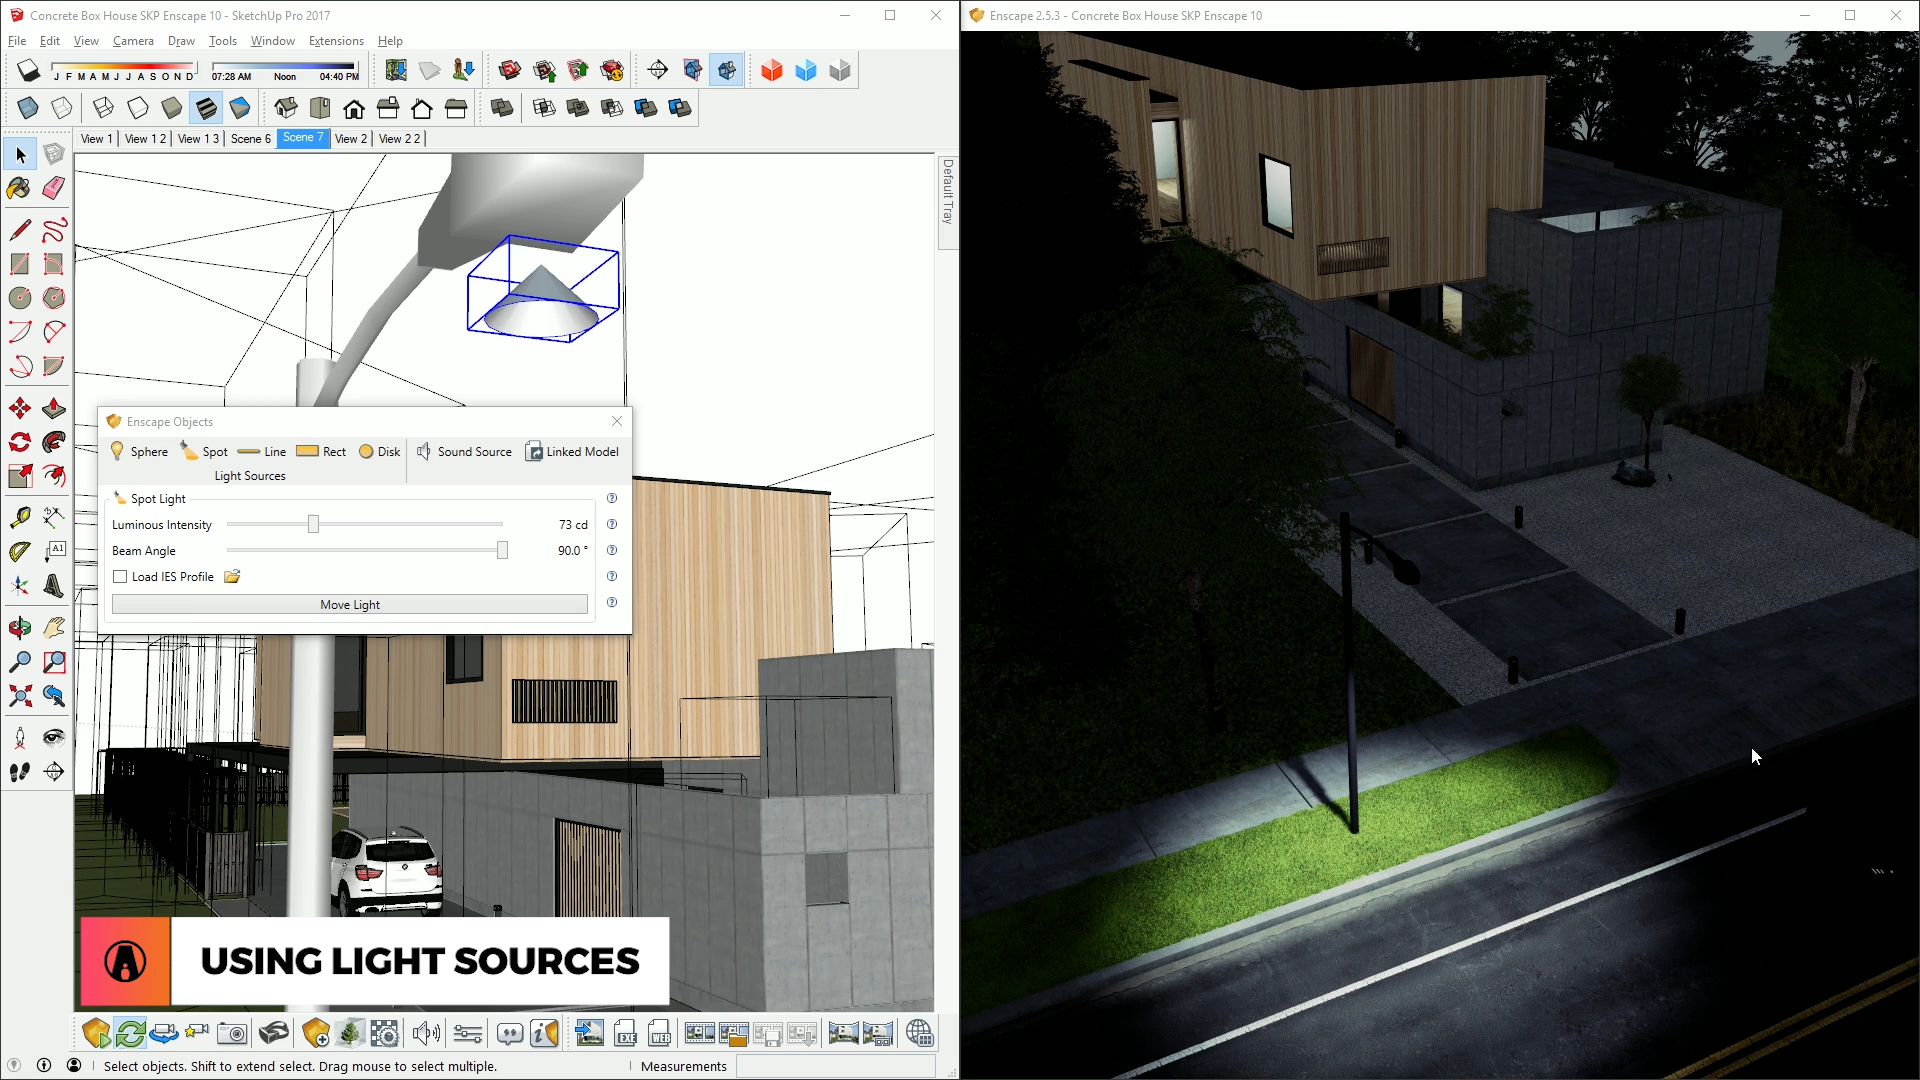 Concrete Box House SKP Enscape 10 - SketchUp Pro 2017
File Edit View Camera Draw Tools Window Extensions Help
J F M A M J J A S O N D
07:28 AM Noon 04:40 PM
View 1 View 1 2 View 1 3 Scene 6 Scene 7 View 2 View 2 2
Default Tray
A1
Enscape Objects
Sphere Spot Line Rect Disk Sound Source Linked Model
Light Sources
Spot Light
Luminous Intensity 73 cd
Beam Angle 90.0 °
Load IES Profile
Move Light
USING LIGHT SOURCES
EXE WEB
Select objects. Shift to extend select. Drag mouse to select multiple.
Measurements
Enscape 2.5.3 - Concrete Box House SKP Enscape 10